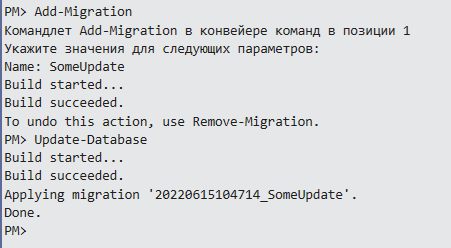 PM> Add-Migration
Командлет Add-Migration в конвейере команд в позиции 1
Укажите значения для следующих параметров:
Name: SomeUpdate
Build started...
Build succeeded.
To undo this action, use Remove-Migration.
PM> Update-Database
Build started...
Build succeeded.
Applying migration '20220615104714_SomeUpdate'.
Done.
PM>